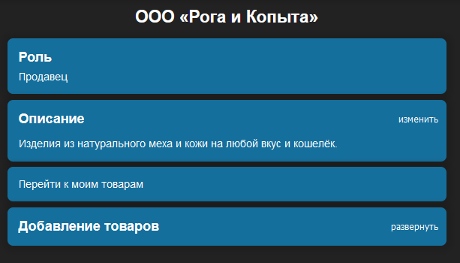 ООО «Рога и Копыта»
Роль
Продавец
Описание
изменить
Изделия из натурального меха и кожи на любой вкус и кошелёк.
Перейти к моим товарам
Добавление товаров
развернуть